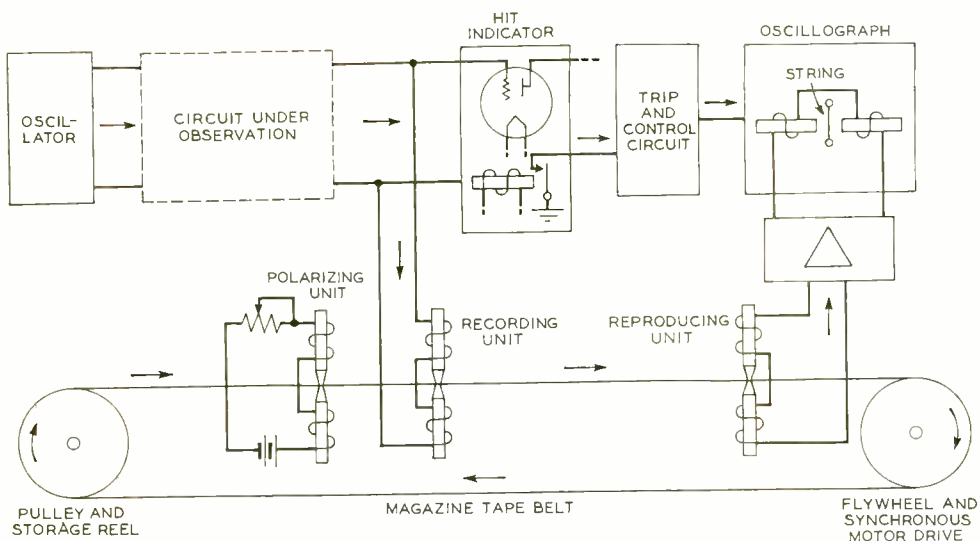 HIT
INDICATOR
OSCILLOGRAPH
OSCIL-
LATOR
CIRCUIT UNDER
OBSERVATION
TRIP
AND
CONTROL
CIRCUIT
STRING
POLARIZING
UNIT
RECORDING
UNIT
REPRODUCING
UNIT
PULLEY AND
STORAGE REEL
MAGAZINE TAPE BELT
FLYWHEEL AND
SYNCHRONOUS
MOTOR DRIVE